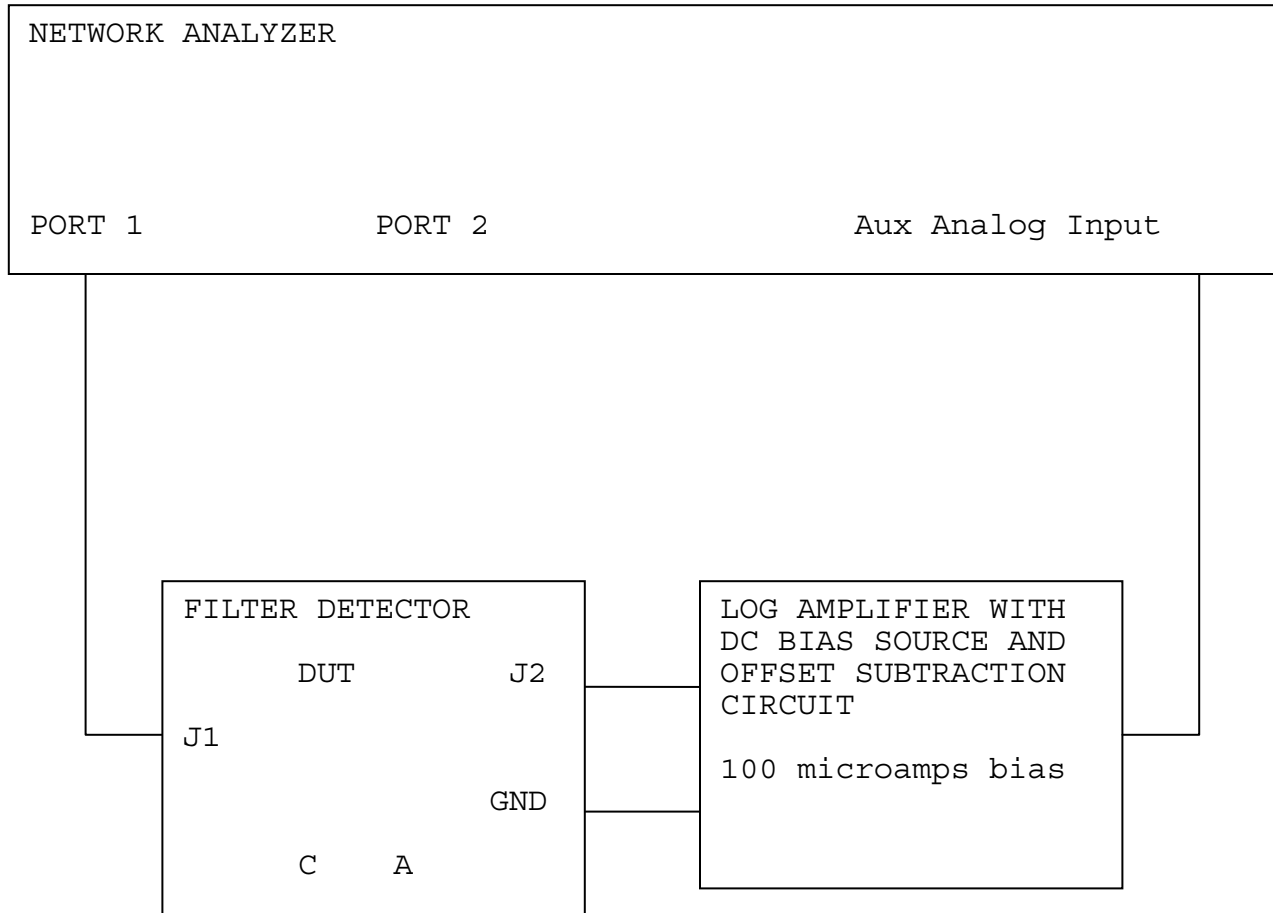 NETWORK ANALYZER
PORT 1
PORT 2
Aux Analog Input
FILTER DETECTOR
DUT
J2
J1
GND
C
A
LOG AMPLIFIER WITH
DC BIAS SOURCE AND
OFFSET SUBTRACTION
CIRCUIT
100 microamps bias